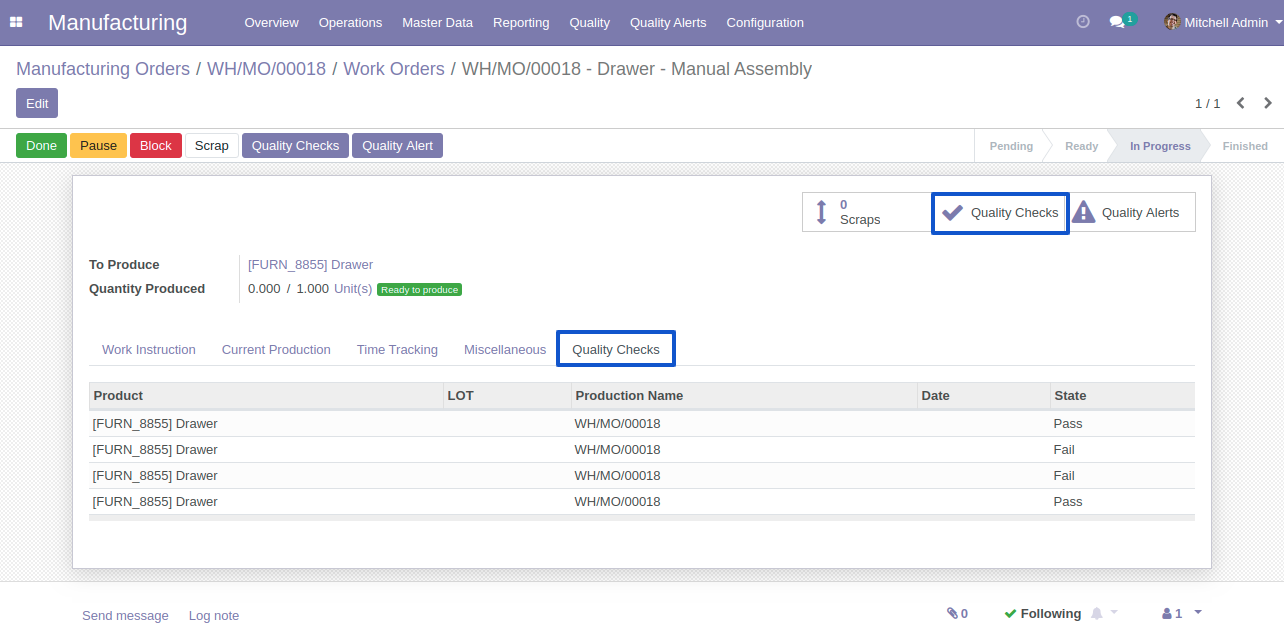 Manufacturing Overview Operations Master Data Reporting Quality Quality Alerts Configuration 1 Mitchell Admin
Manufacturing Orders / WH/MO/00018 / Work Orders / WH/MO/00018 - Drawer - Manual Assembly
Edit 1 / 1
Done Pause Block Scrap Quality Checks Quality Alert Pending Ready In Progress Finished
0
Scraps Quality Checks Quality Alerts
To Produce [FURN_8855] Drawer
Quantity Produced 0.000 / 1.000 Unit(s) Ready to produce
Work Instruction Current Production Time Tracking Miscellaneous Quality Checks
Product LOT Production Name Date State
[FURN_8855] Drawer WH/MO/00018 Pass
[FURN_8855] Drawer WH/MO/00018 Fail
[FURN_8855] Drawer WH/MO/00018 Fail
[FURN_8855] Drawer WH/MO/00018 Pass
Send message Log note 0 Following 1